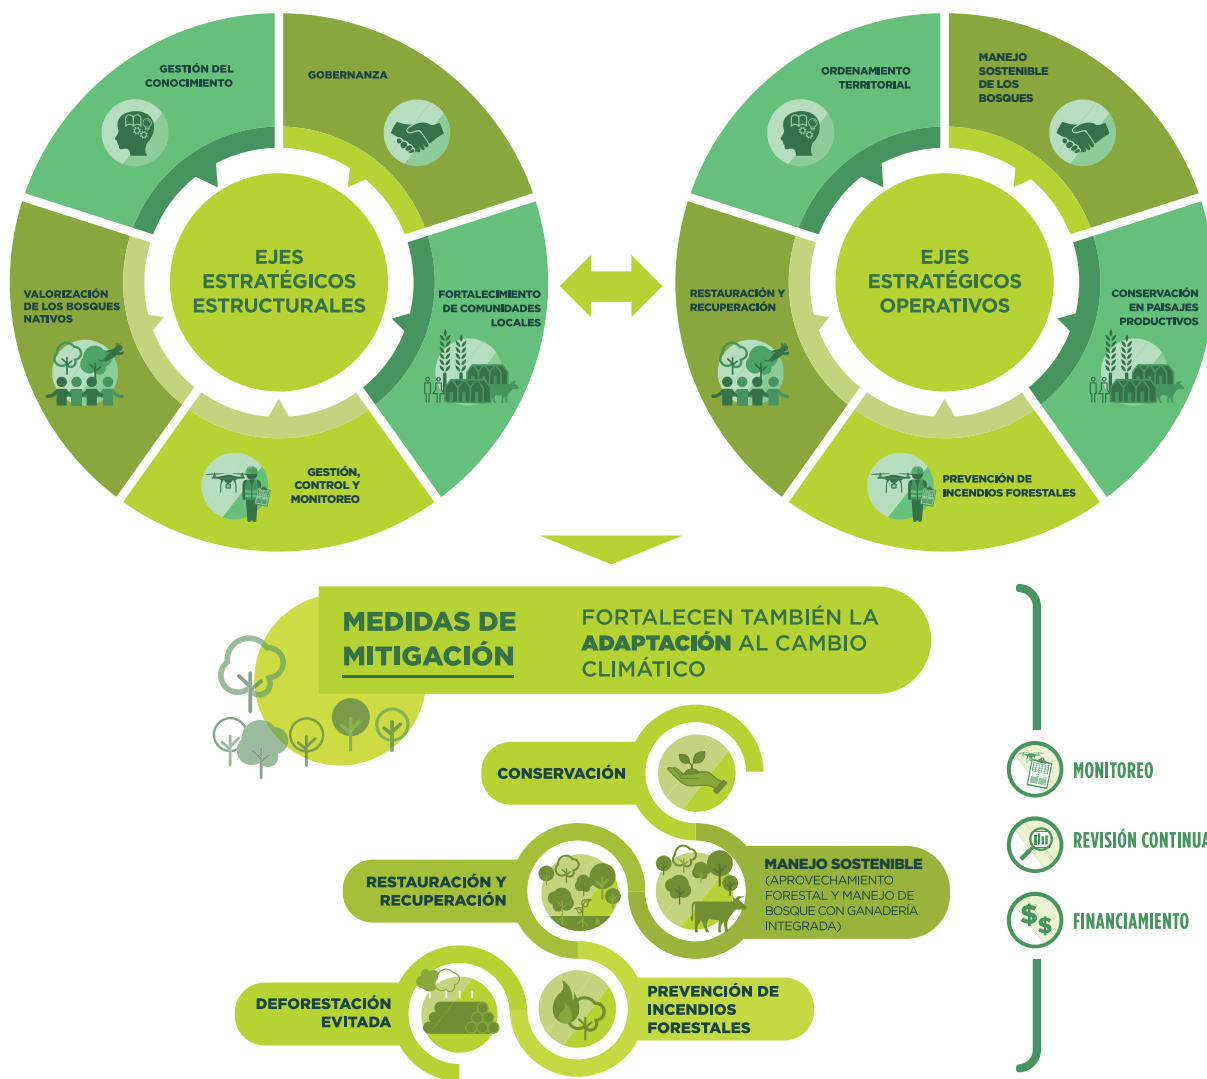 GESTIÓN DEL
CONOCIMIENTO
GOBERNANZA
VALORIZACIÓN
DE LOS BOSQUES
NATIVOS
EJES
ESTRATÉGICOS
ESTRUCTURALES
FORTALECIMIENTO
DE COMUNIDADES
LOCALES
GESTIÓN,
CONTROL Y
MONITOREO
ORDENAMIENTO
TERRITORIAL
MANEJO
SOSTENIBLE
DE LOS
BOSQUES
RESTAURACIÓN Y
RECUPERACIÓN
EJES
ESTRATÉGICOS
OPERATIVOS
CONSERVACIÓN
EN PAISAJES
PRODUCTIVOS
PREVENCIÓN DE
INCENDIOS FORESTALES
MEDIDAS DE
MITIGACIÓN
FORTALECEN TAMBIÉN LA
ADAPTACIÓN AL CAMBIO
CLIMÁTICO
CONSERVACIÓN
RESTAURACIÓN Y
RECUPERACIÓN
MANEJO SOSTENIBLE
(APROVECHAMIENTO
FORESTAL Y MANEJO DE
BOSQUE CON GANADERÍA
INTEGRADA)
DEFORESTACIÓN
EVITADA
PREVENCIÓN DE
INCENDIOS
FORESTALES
MONITOREO
REVISIÓN CONTINUA
$$
FINANCIAMIENTO